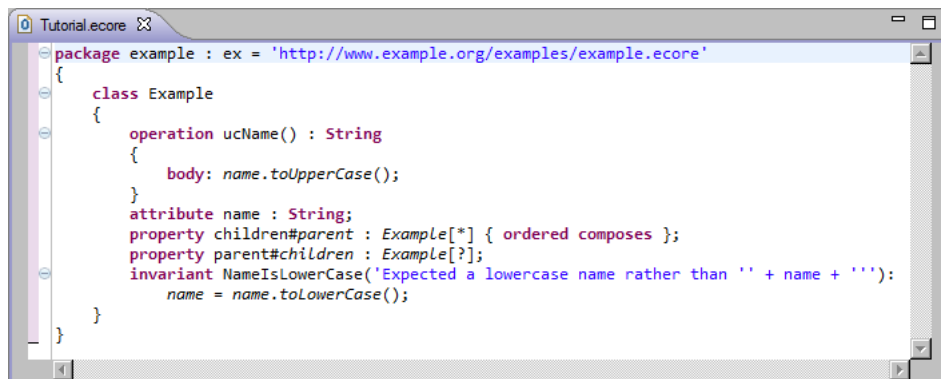 Tutorial.ecore
package example : ex = 'http://www.example.org/examples/example.ecore'
{
class Example
{
operation ucName() : String
{
body: name.toUpperCase();
}
attribute name : String;
property children#parent : Example[*] { ordered composes };
property parent#children : Example[?];
invariant NameIsLowerCase('Expected a lowercase name rather than '' + name + '''):
name = name.toLowerCase();
}
}